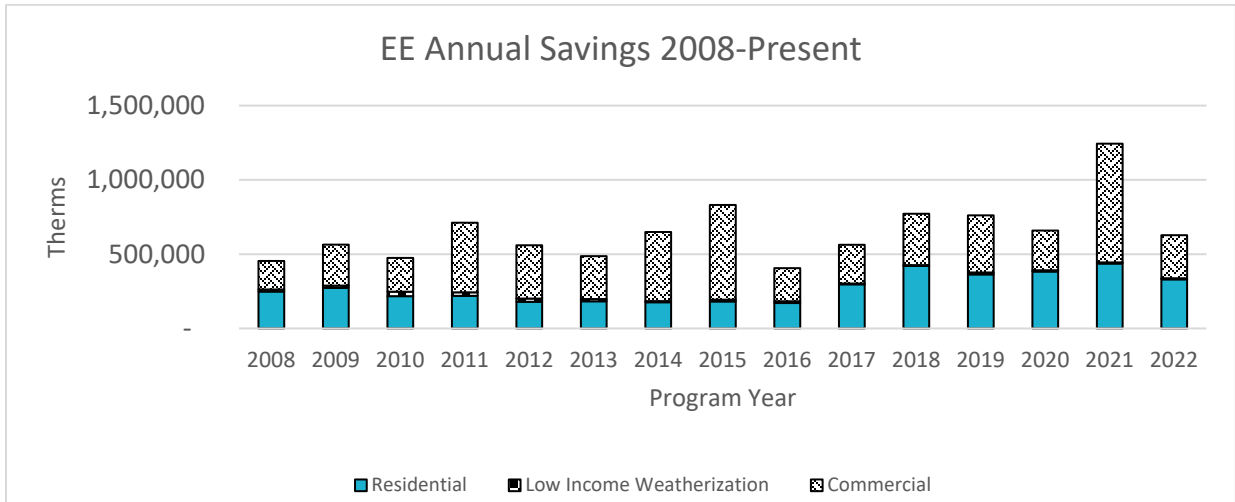 EE Annual Savings 2008-Present
1,500,000
1,000,000
500,000
-
Therms
2008 2009 2010 2011 2012 2013 2014 2015 2016 2017 2018 2019 2020 2021 2022
Program Year
Residential Low Income Weatherization Commercial